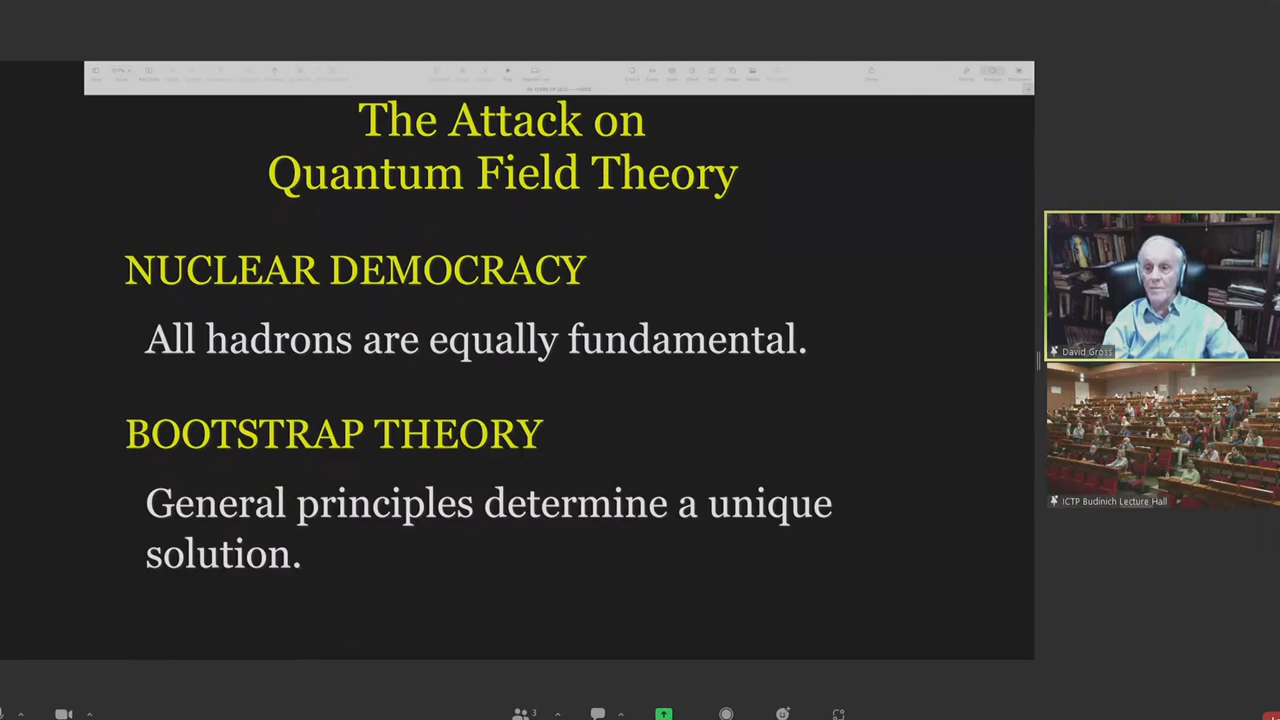 The Attack on
Quantum Field Theory
NUCLEAR DEMOCRACY
All hadrons are equally fundamental.
BOOTSTRAP THEORY
General principles determine a unique
solution.
David Gross
ICTP Budinich Lecture Hall
3